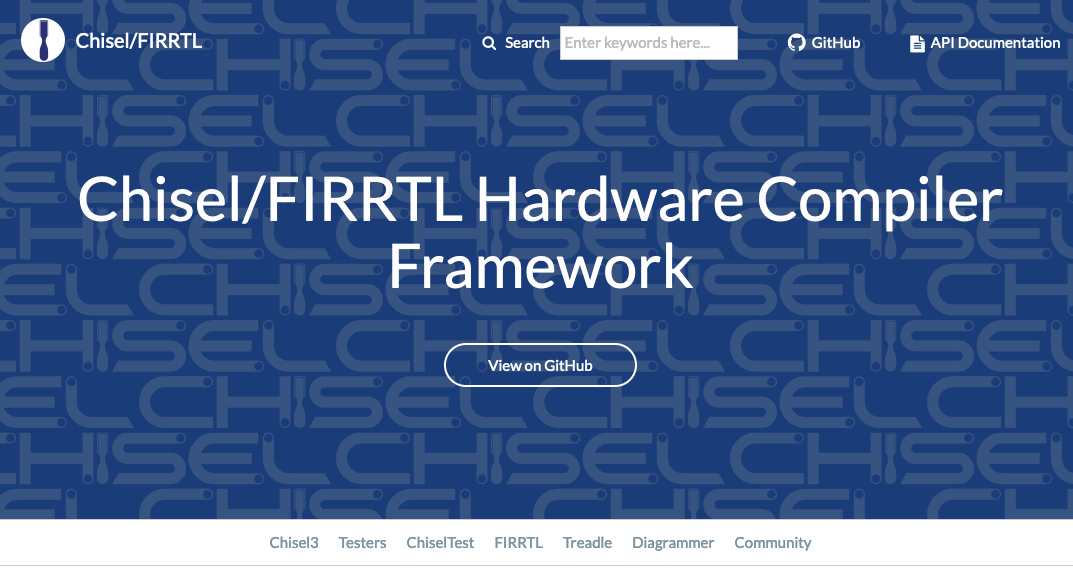 Chisel/FIRRTL
Search
Enter keywords here...
GitHub
API Documentation
Chisel/FIRRTL Hardware Compiler
Framework
View on GitHub
Chisel3 Testers ChiselTest FIRRTL Treadle Diagrammer Community